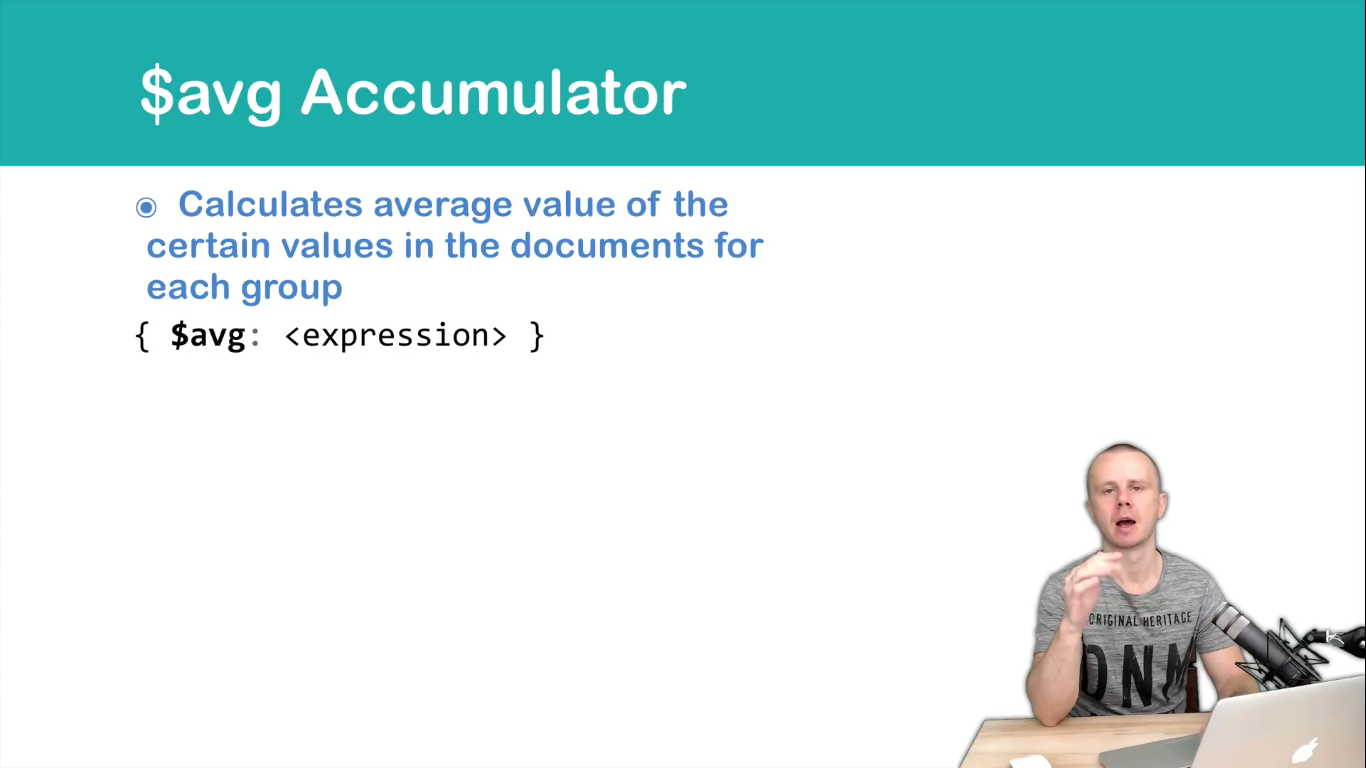 $avg Accumulator
◉ Calculates average value of the
certain values in the documents for
each group
{ $avg: <expression> }
ORIGINAL HERITAGE
DNM